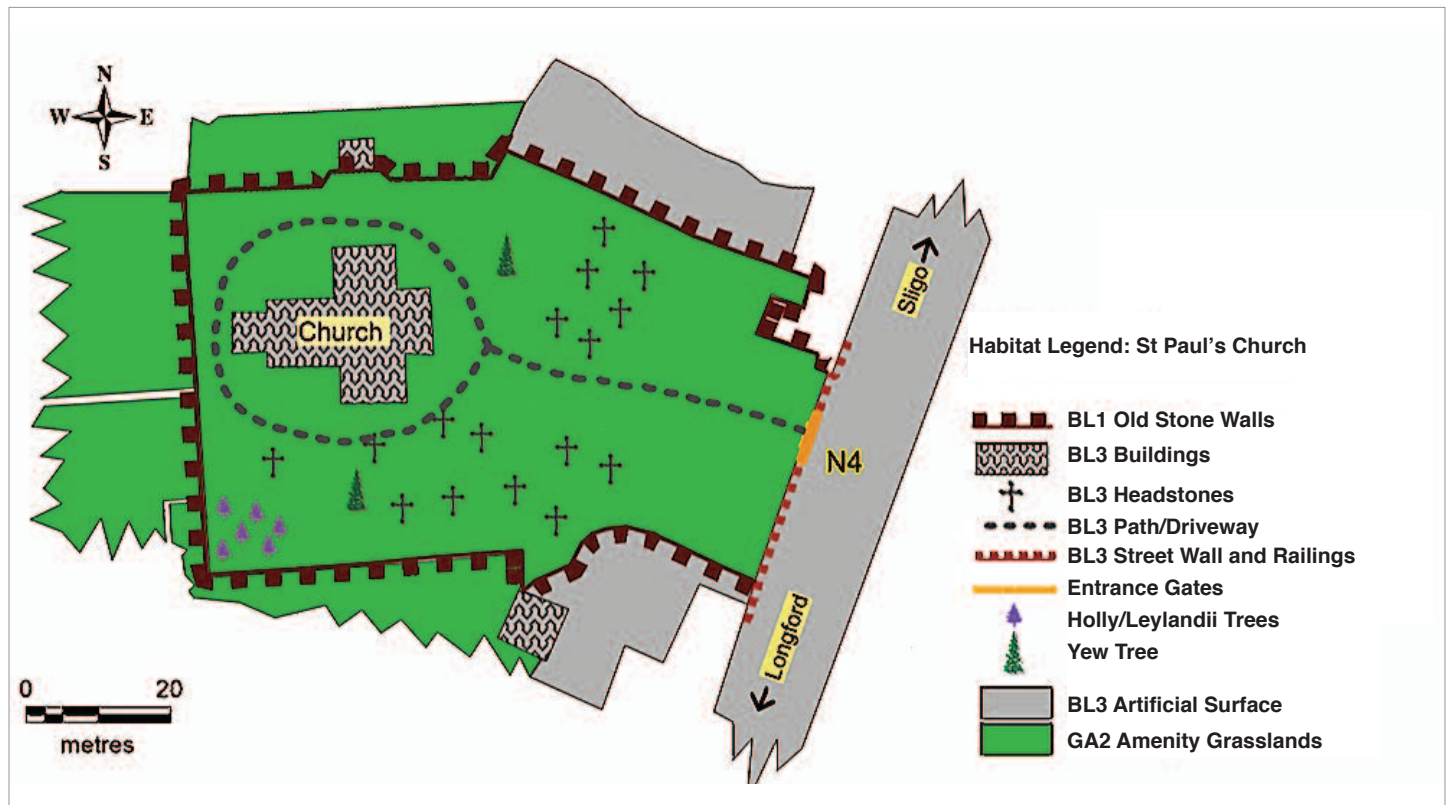 N
W E
S
Church
Sligo
N4
Longford
0 20
metres
Habitat Legend: St Paul's Church
BL1 Old Stone Walls
BL3 Buildings
BL3 Headstones
BL3 Path/Driveway
BL3 Street Wall and Railings
Entrance Gates
Holly/Leylandii Trees
Yew Tree
BL3 Artificial Surface
GA2 Amenity Grasslands